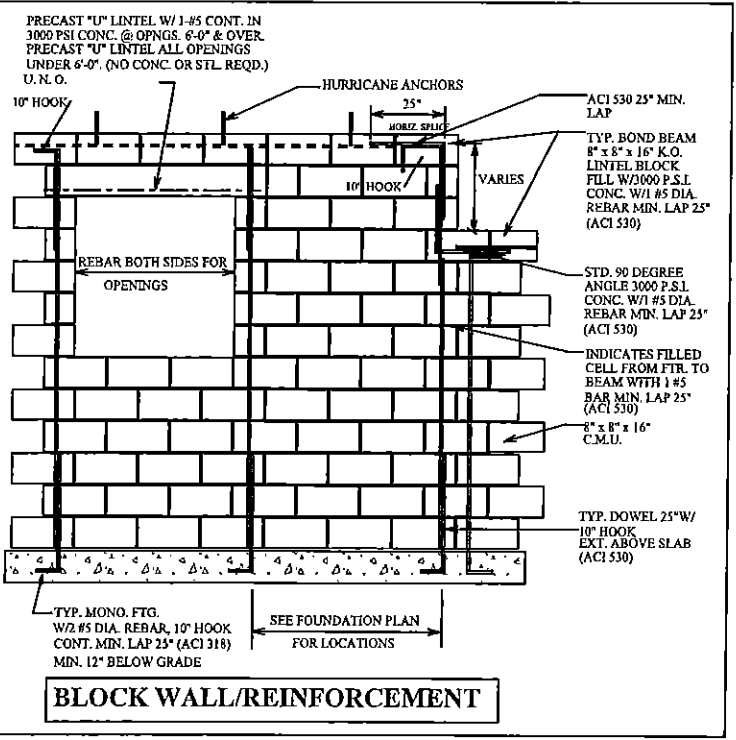 PRECAST "U" LINTEL W/ 1-#5 CONT. IN
3000 PSI CONC. @ OPNGS. 6'-0" & OVER.
PRECAST "U" LINTEL ALL OPENINGS
UNDER 6'-0". (NO CONC. OR STL. REQD.)
U. N. O.
10" HOOK
HURRICANE ANCHORS
25"
HORIZ. SPLICE
10" HOOK
VARIES
ACI 530 25" MIN.
LAP
TYP. BOND BEAM
8" x 8" x 16" K.O.
LINTEL BLOCK
FILL W/3000 P.S.I.
CONC. W/1 #5 DIA.
REBAR MIN. LAP 25"
(ACI 530)
REBAR BOTH SIDES FOR
OPENINGS
STD. 90 DEGREE
ANGLE 3000 P.S.I.
CONC. W/1 #5 DIA.
REBAR MIN. LAP 25"
(ACI 530)
INDICATES FILLED
CELL FROM FTR. TO
BEAM WITH 1 #5
BAR MIN. LAP 25"
(ACI 530)
8" x 8" x 16"
C.M.U.
TYP. DOWEL 25"W/
10" HOOK
EXT. ABOVE SLAB
(ACI 530)
TYP. MONO. FTG.
W/2 #5 DIA. REBAR, 10" HOOK
CONT. MIN. LAP 25" (ACI 318)
MIN. 12" BELOW GRADE
SEE FOUNDATION PLAN
FOR LOCATIONS
BLOCK WALL/REINFORCEMENT